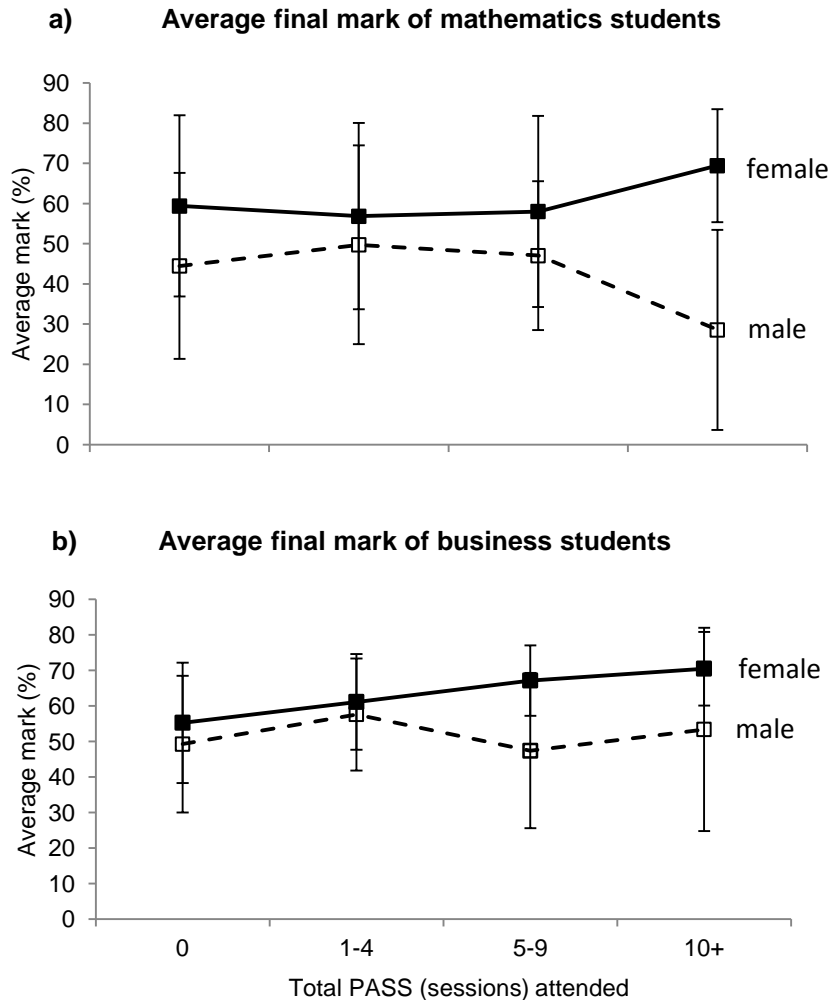 a) Average final mark of mathematics students
90
80
70
60
50
40
30
20
10
0
Average mark (%)
female
male
b) Average final mark of business students
90
80
70
60
50
40
30
20
10
0
Average mark (%)
female
male
0 1-4 5-9 10+
Total PASS (sessions) attended